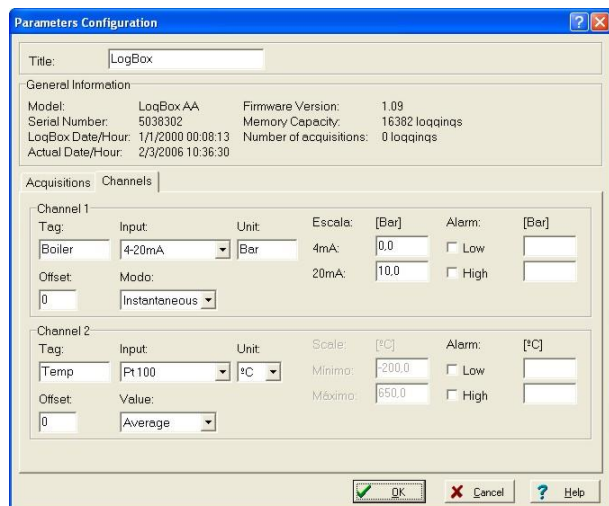 Parameters Configuration
Title: LogBox
General Information
Model: LogBox AA Firmware Version: 1.09
Serial Number: 5038302 Memory Capacity: 16382 loggings
LogBox Date/Hour: 1/1/2000 00:08:13 Number of acquisitions: 0 loggings
Actual Date/Hour: 2/3/2006 10:36:30
Acquisitions Channels
Channel 1
Tag: Input: Unit: Escala: [Bar] Alarm: [Bar]
Boiler 4-20mA Bar 4mA: 0,0 Low
20mA: 10,0 High
Offset: Modo:
0 Instantaneous
Channel 2
Tag: Input: Unit: Scale: [ºC] Alarm: [ºC]
Temp Pt100 ºC Mínimo: -200,0 Low
Máximo: 650,0 High
Offset: Value:
0 Average
OK Cancel ? Help